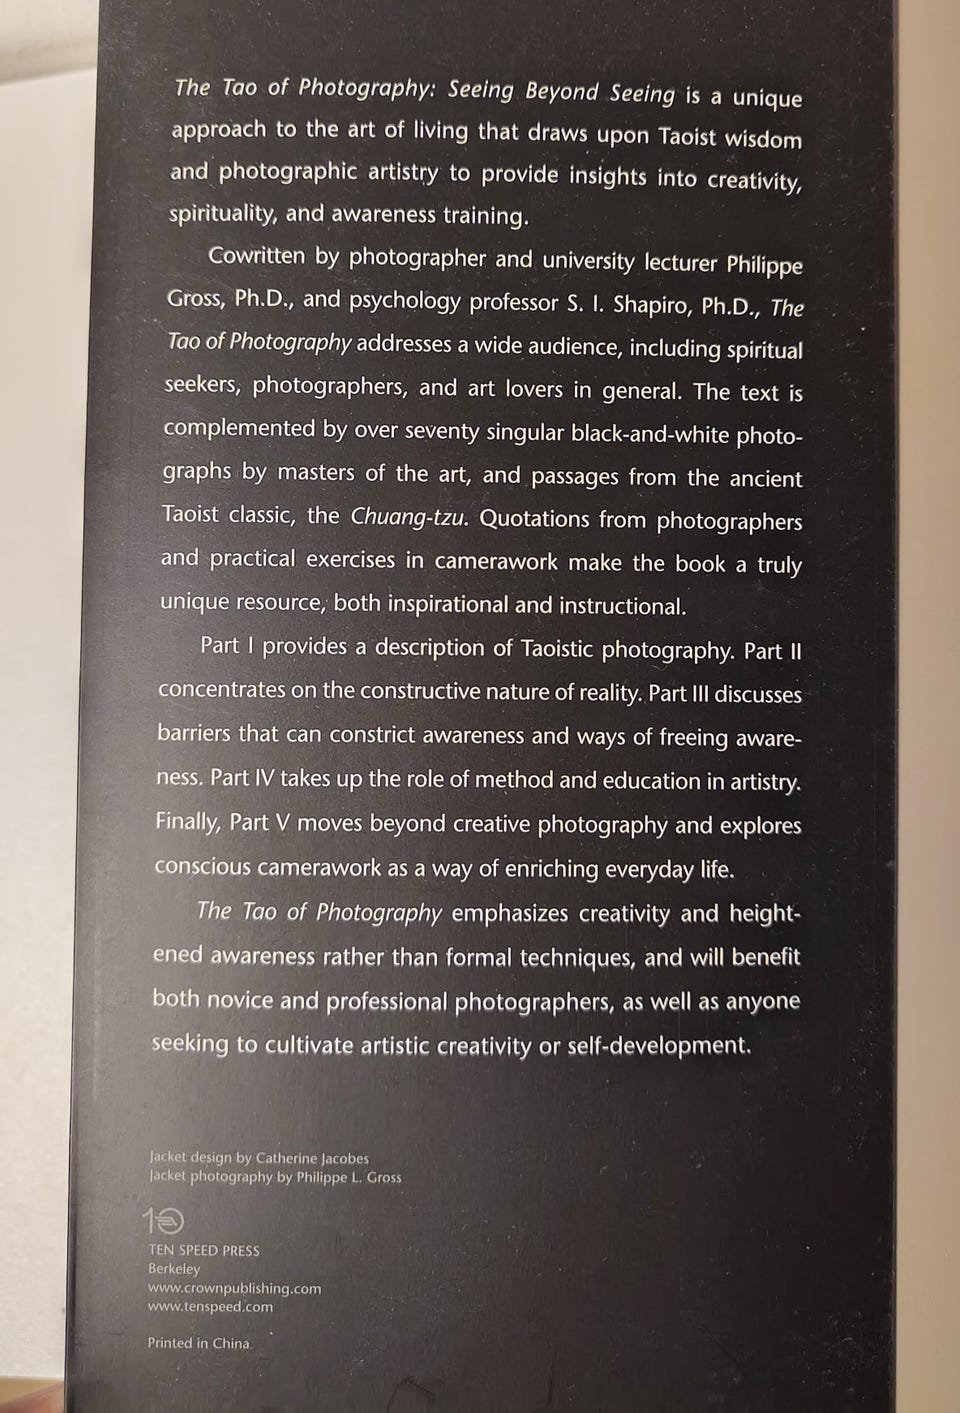 The Tao of Photography: Seeing Beyond Seeing is a unique
approach to the art of living that draws upon Taoist wisdom
and photographic artistry to provide insights into creativity,
spirituality, and awareness training.
Cowritten by photographer and university lecturer Philippe
Gross, Ph.D., and psychology professor S. I. Shapiro, Ph.D., The
Tao of Photography addresses a wide audience, including spiritual
seekers, photographers, and art lovers in general. The text is
complemented by over seventy singular black-and-white photo-
graphs by masters of the art, and passages from the ancient
Taoist classic, the Chuang-tzu. Quotations from photographers
and practical exercises in camerawork make the book a truly
unique resource, both inspirational and instructional.
Part I provides a description of Taoistic photography. Part II
concentrates on the constructive nature of reality. Part III discusses
barriers that can constrict awareness and ways of freeing aware-
ness. Part IV takes up the role of method and education in artistry.
Finally, Part V moves beyond creative photography and explores
conscious camerawork as a way of enriching everyday life.
The Tao of Photography emphasizes creativity and height-
ened awareness rather than formal techniques, and will benefit
both novice and professional photographers, as well as anyone
seeking to cultivate artistic creativity or self-development.
Jacket design by Catherine Jacobes
Jacket photography by Philippe L. Gross
10
TEN SPEED PRESS
Berkeley
www.crownpublishing.com
www.tenspeed.com
Printed in China.